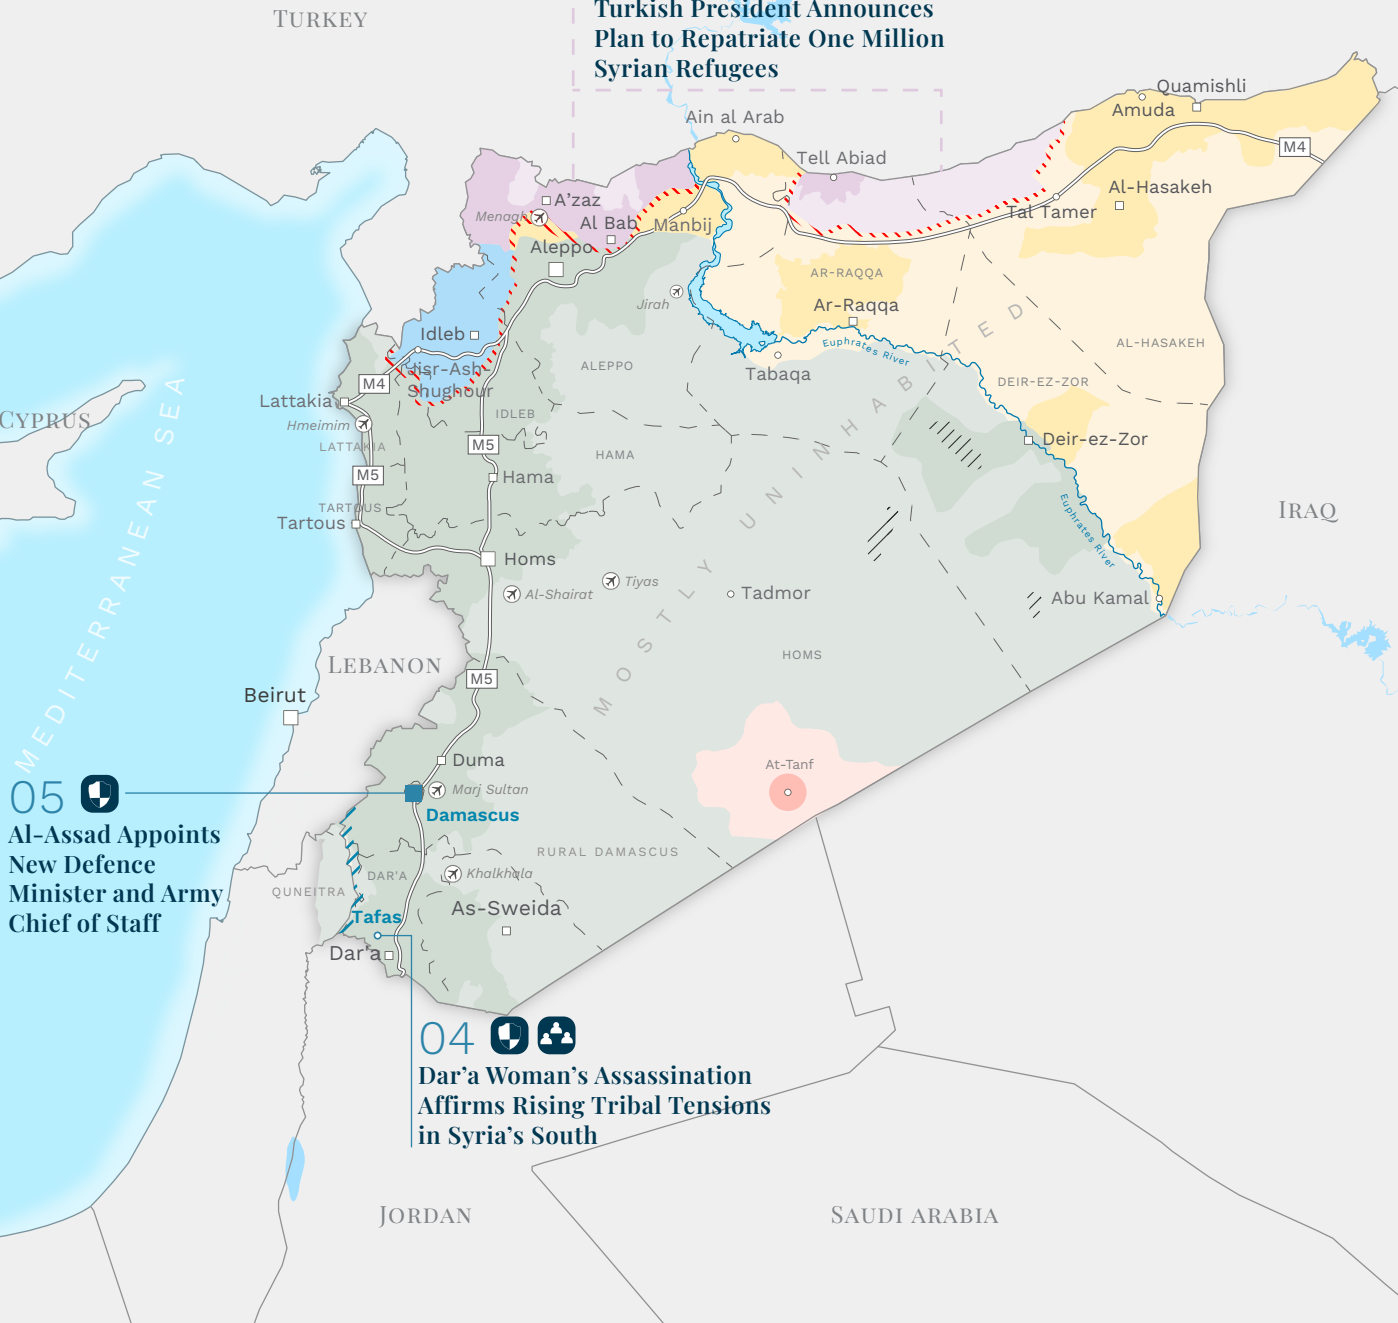 Turkish President Announces
Plan to Repatriate One Million
Syrian Refugees
TURKEY
Quamishli
Amuda
Ain al Arab
M4
Tell Abiad
Al-Hasakeh
A'zaz
Menagh
Tal Tamer
Al Bab
Manbij
Aleppo
AR-RAQQA
Jirah
Ar-Raqqa
MOSTLY UNINHABITED
Idleb
Euphrates River
AL-HASAKEH
Jisr-Ash-
Shughour
ALEPPO
Tabaqa
M4
DEIR-EZ-ZOR
Lattakia
IDLEB
CYPRUS
Hmeimim
LATTAKIA
M5
HAMA
Deir-ez-Zor
M5
Hama
MEDITERRANEAN SEA
TARTOUS
Tartous
IRAQ
Euphrates River
Homs
Tiyas
Al-Shairat
Tadmor
Abu Kamal
LEBANON
HOMS
M5
Beirut
Duma
At-Tanf
Marj Sultan
05
Damascus
Al-Assad Appoints
New Defence
Minister and Army
Chief of Staff
RURAL DAMASCUS
Khalkhala
DAR'A
QUNEITRA
As-Sweida
Tafas
Dar'a
04
Dar’a Woman’s Assassination
Affirms Rising Tribal Tensions
in Syria’s South
JORDAN
SAUDI ARABIA